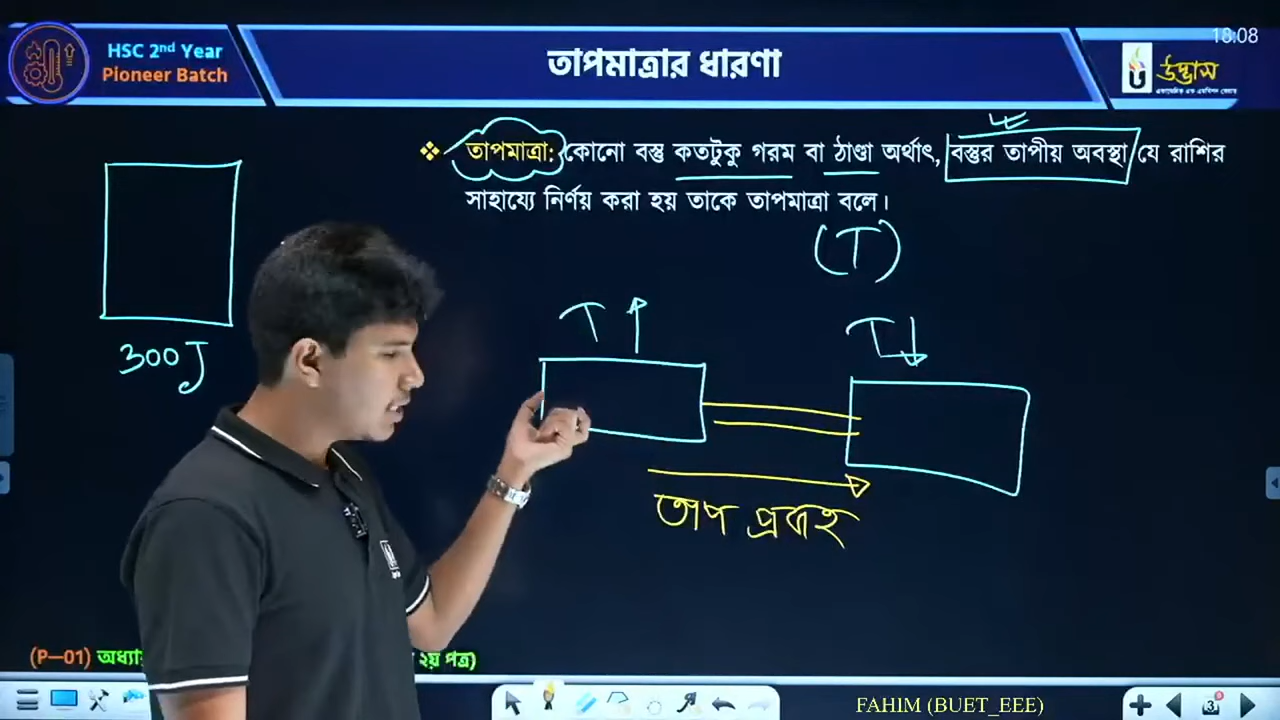 18:08
HSC 2nd Year
Pioneer Batch
তাপমাত্রার ধারণা
উদ্ভাস
❖ তাপমাত্রা: কোনো বস্তু কতটুকু গরম বা ঠাণ্ডা অর্থাৎ, বস্তুর তাপীয় অবস্থা যে রাশির
সাহায্যে নির্ণয় করা হয় তাকে তাপমাত্রা বলে।
(T)
T↑
T↓
300J
তাপ প্রবাহ
(P–01) অধ্যা
২য় পত্র)
FAHIM (BUET_EEE)
3